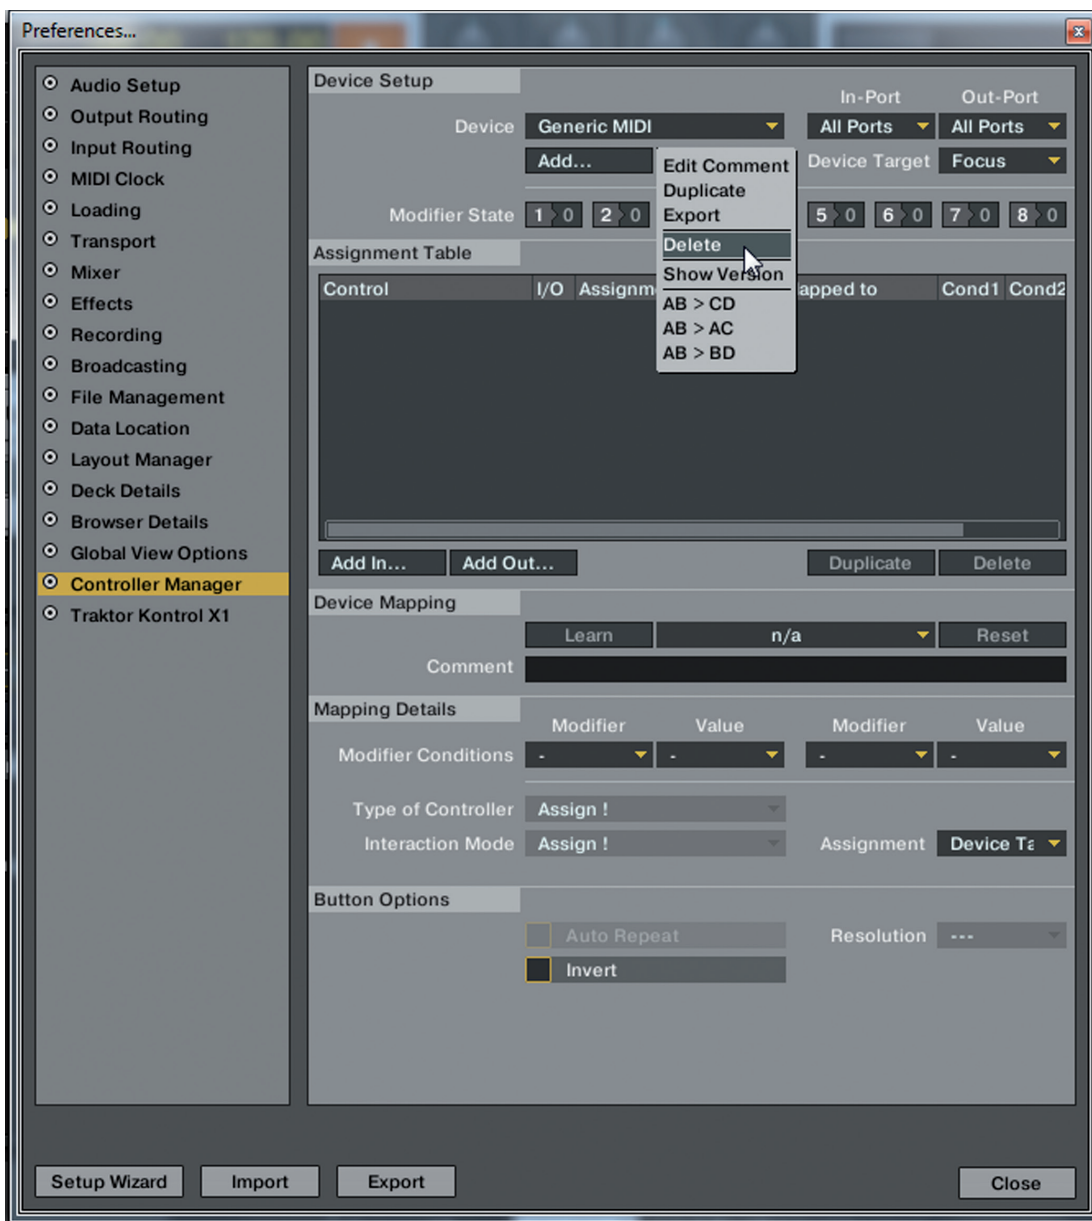 Preferences...
Audio Setup
Output Routing
Input Routing
MIDI Clock
Loading
Transport
Mixer
Effects
Recording
Broadcasting
File Management
Data Location
Layout Manager
Deck Details
Browser Details
Global View Options
Controller Manager
Traktor Kontrol X1
Device Setup
In-Port Out-Port
Device Generic MIDI All Ports All Ports
Add... Device Target Focus
Edit Comment
Duplicate
Export
Delete
Show Version
AB > CD
AB > AC
AB > BD
Modifier State 1 0 2 0 5 0 6 0 7 0 8 0
Assignment Table
Control I/O Assignm apped to Cond1 Cond2
Add In... Add Out... Duplicate Delete
Device Mapping
Learn n/a Reset
Comment
Mapping Details
Modifier Value Modifier Value
Modifier Conditions - - - -
Type of Controller Assign !
Interaction Mode Assign ! Assignment Device Ta
Button Options
Auto Repeat Resolution ---
Invert
Setup Wizard Import Export Close